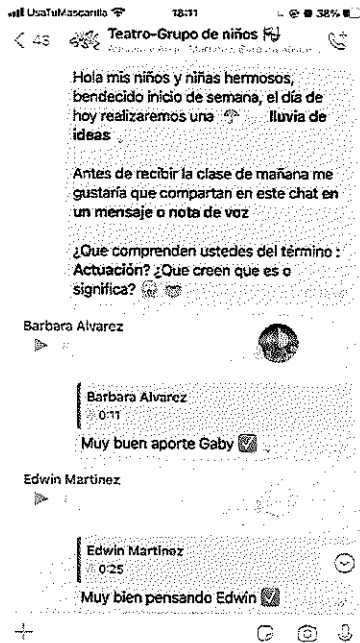 UsaTuMascarilla 18:11 38%
43 Teatro-Grupo de niños
Hola mis niños y niñas hermosos,
bendecido inicio de semana, el día de
hoy realizaremos una lluvia de
ideas
Antes de recibir la clase de mañana me
gustaría que compartan en este chat en
un mensaje o nota de voz
¿Que comprenden ustedes del término :
Actuación? ¿Que creen que es o
significa?
Barbara Alvarez
Barbara Alvarez
0:11
Muy buen aporte Gaby
Edwin Martinez
Edwin Martinez
0:25
Muy bien pensando Edwin